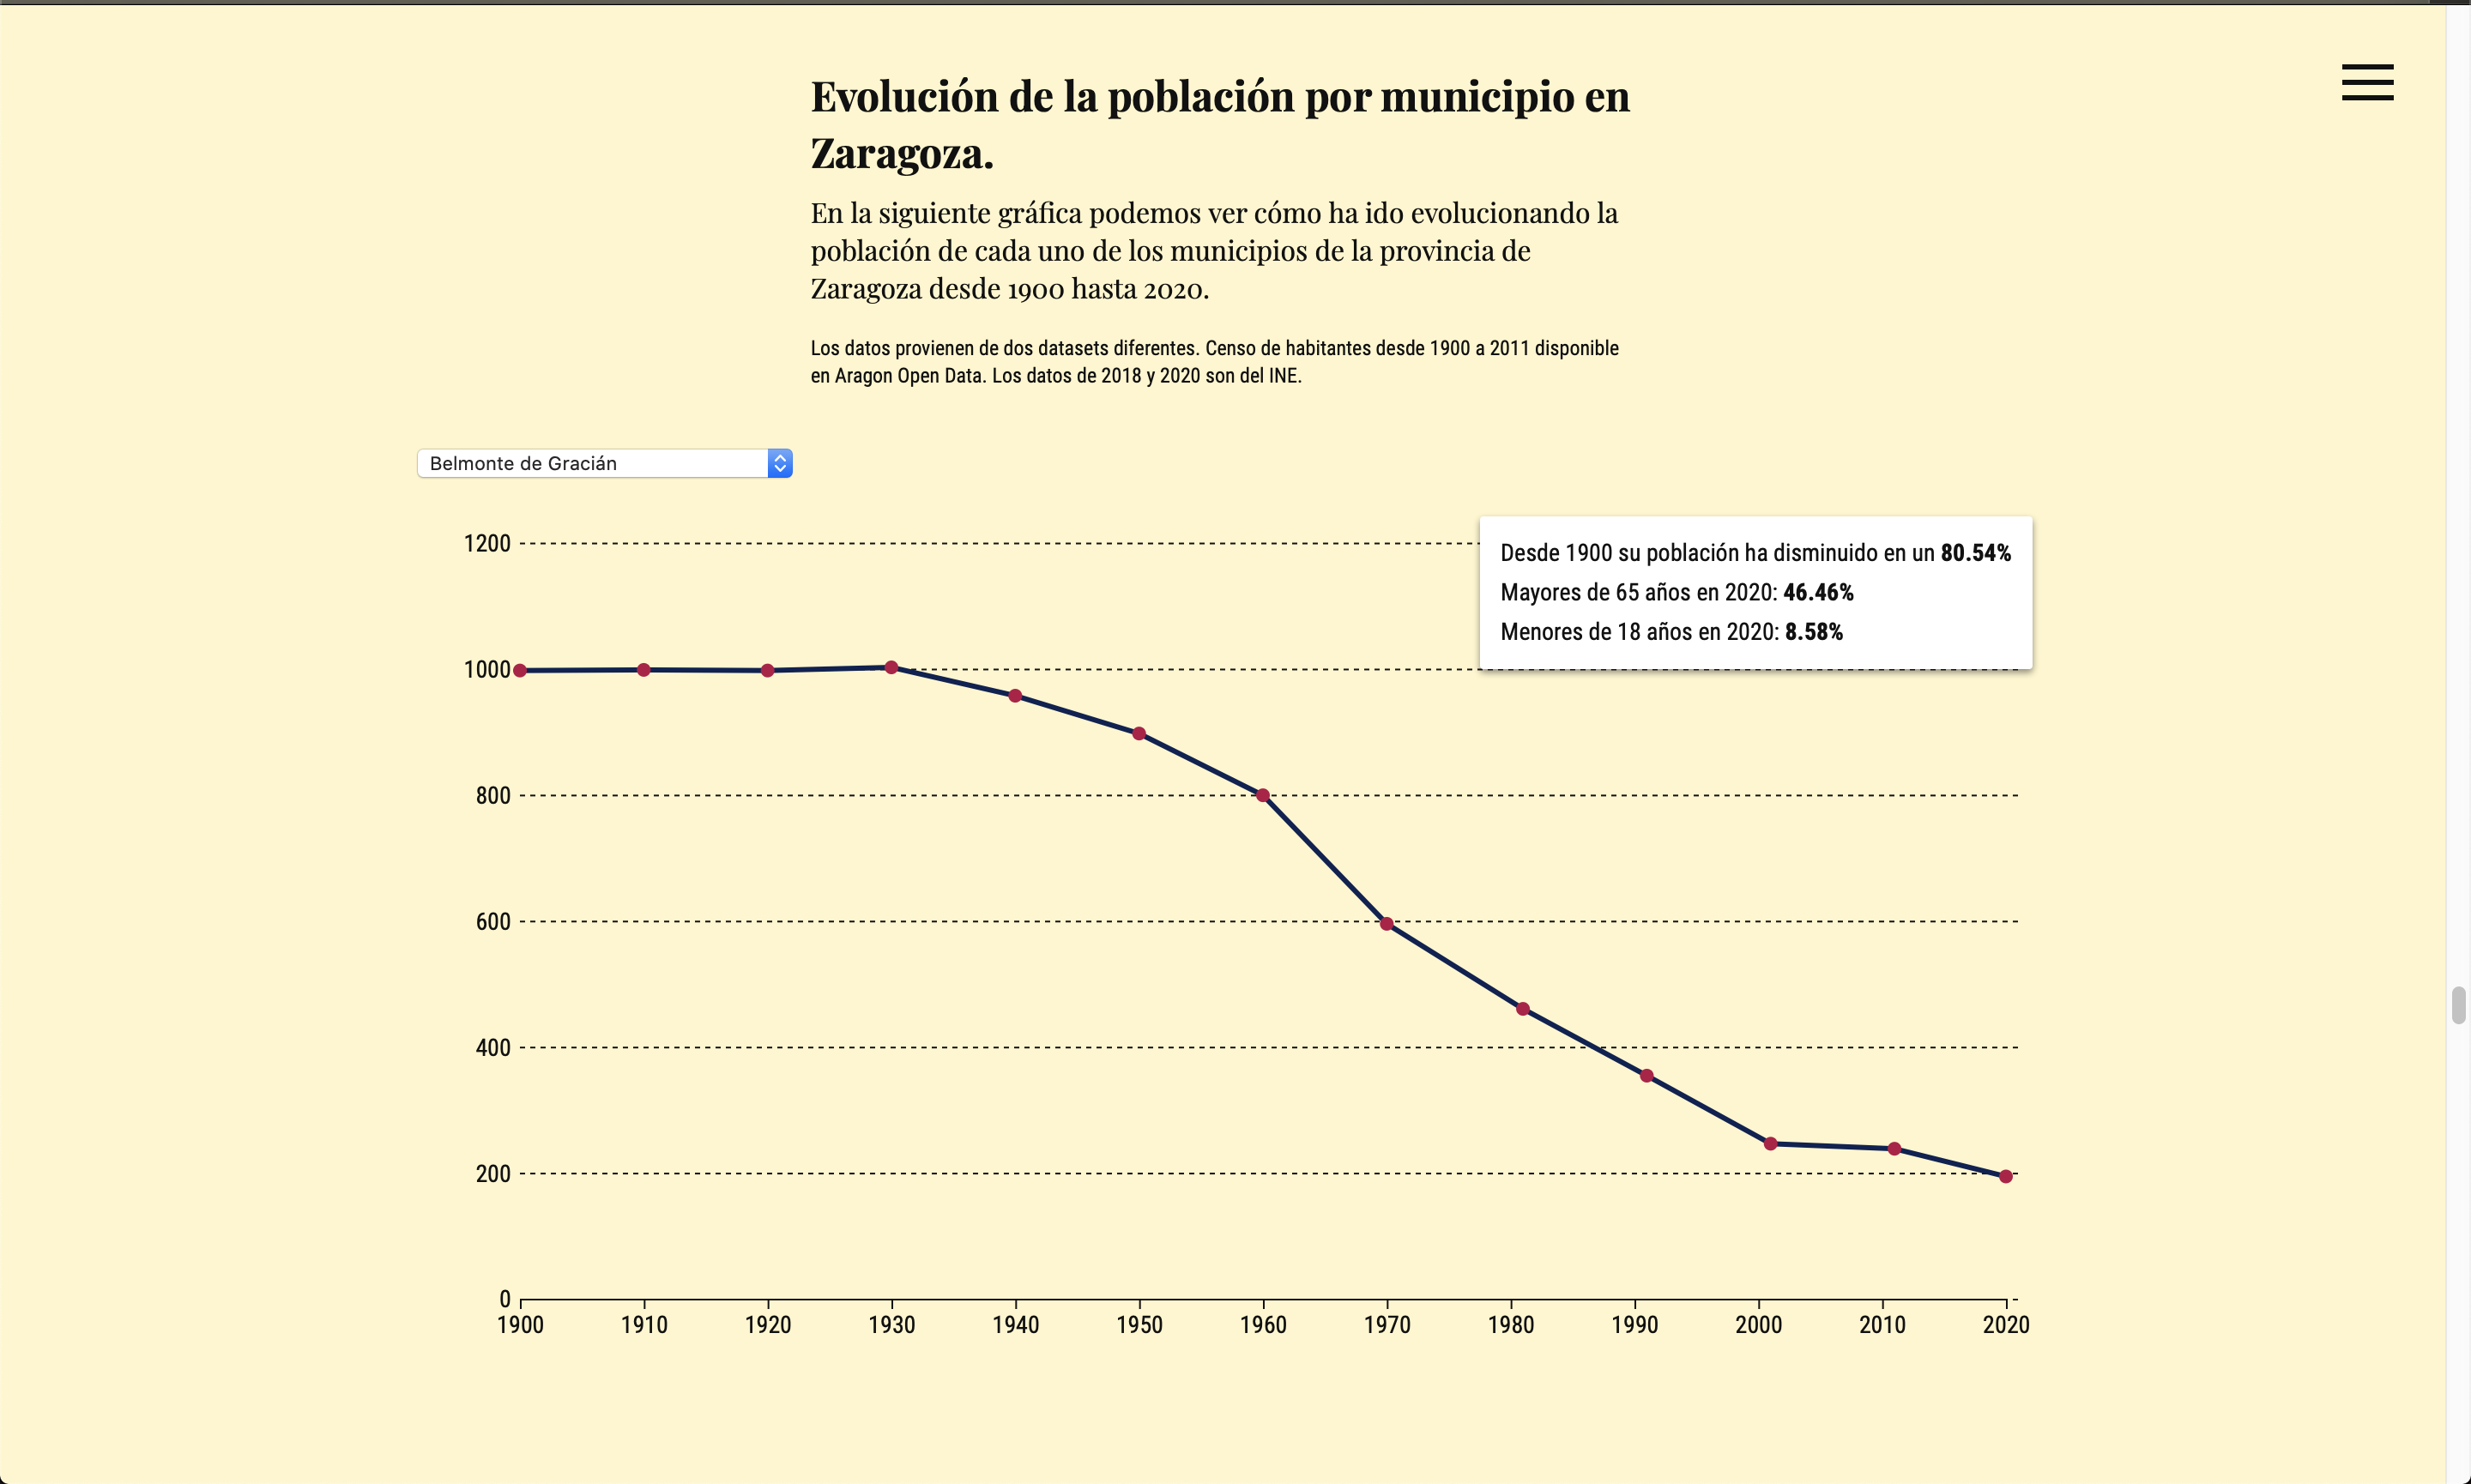 Evolución de la población por municipio en
Zaragoza.
En la siguiente gráfica podemos ver cómo ha ido evolucionando la
población de cada uno de los municipios de la provincia de
Zaragoza desde 1900 hasta 2020.
Los datos provienen de dos datasets diferentes. Censo de habitantes desde 1900 a 2011 disponible
en Aragon Open Data. Los datos de 2018 y 2020 son del INE.
Belmonte de Gracián
Desde 1900 su población ha disminuido en un 80.54%
Mayores de 65 años en 2020: 46.46%
Menores de 18 años en 2020: 8.58%
1200
1000
800
600
400
200
0
1900 1910 1920 1930 1940 1950 1960 1970 1980 1990 2000 2010 2020